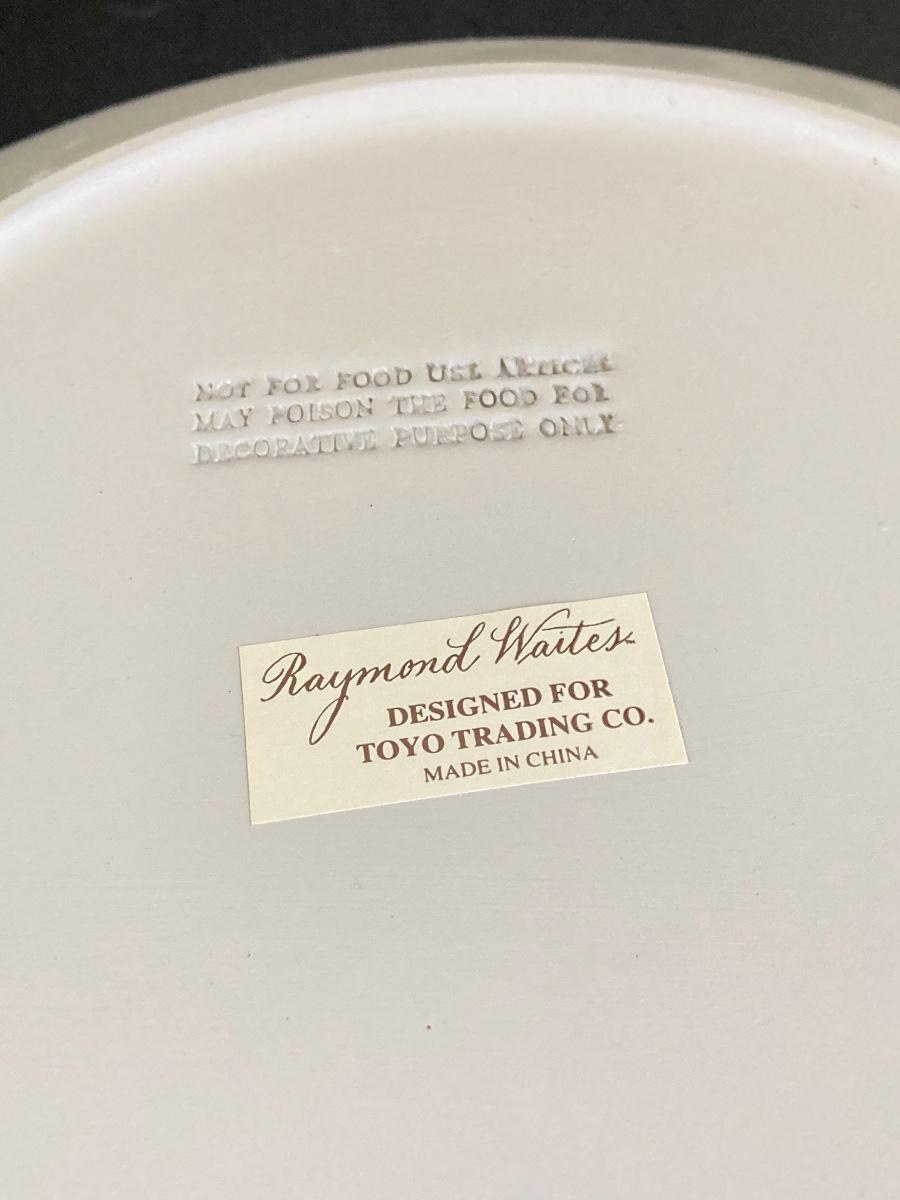 NOT FOR FOOD USE ARTICLE
MAY POISON THE FOOD FOR
DECORATIVE PURPOSE ONLY
Raymond Waites™
DESIGNED FOR
TOYO TRADING CO.
MADE IN CHINA